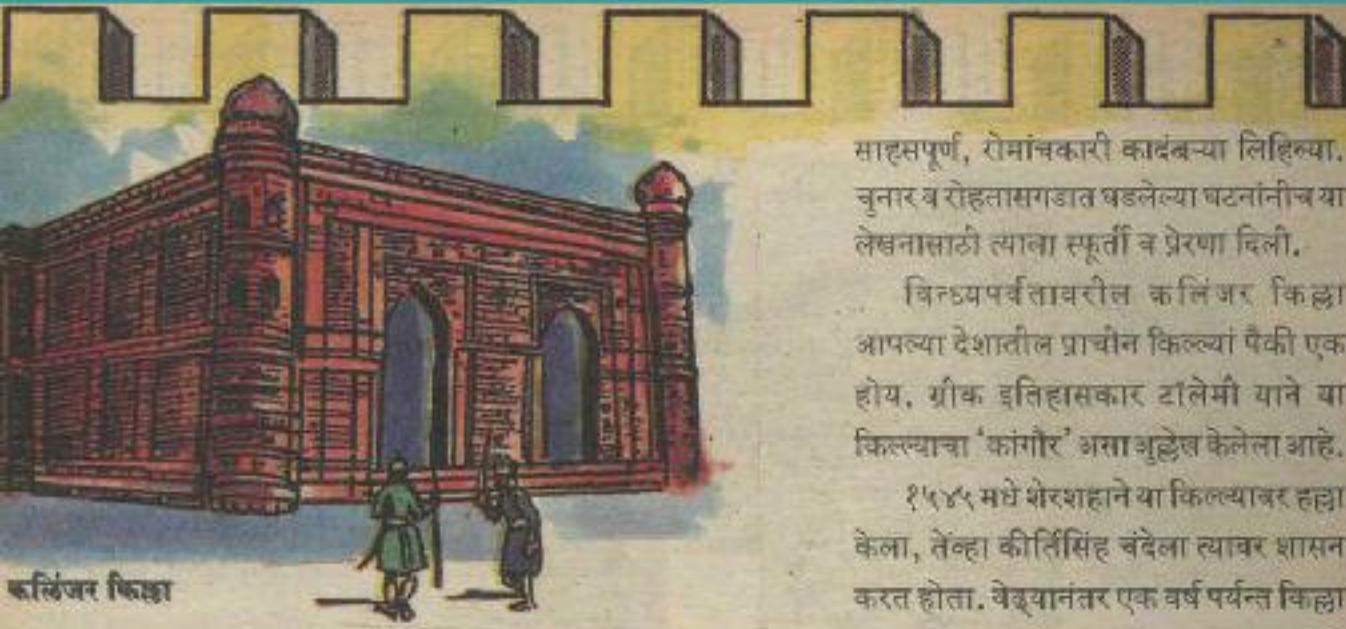 साहसपूर्ण, रोमांचकारी कादंबऱ्या लिहिल्या.
चुनार व रोहतासगडात घडलेल्या घटनांनीच या
लेखनासाठी त्याला स्फूर्ती व प्रेरणा दिली.
विन्ध्यपर्वतावरील कलिंजर किल्ला
आपल्या देशातील प्राचीन किल्ल्यां पैकी एक
होय. ग्रीक इतिहासकार टॉलेमी याने या
किल्ल्याचा ‘कांगौर’ असा अुल्लेख केलेला आहे.
१५४५ मधे शेरशहाने या किल्ल्यावर हल्ला
केला, तेंव्हा कीर्तिसिंह चंदेला त्यावर शासन
करत होता. वेढ्यानंतर एक वर्ष पर्यन्त किल्ला
कलिंजर किल्ला